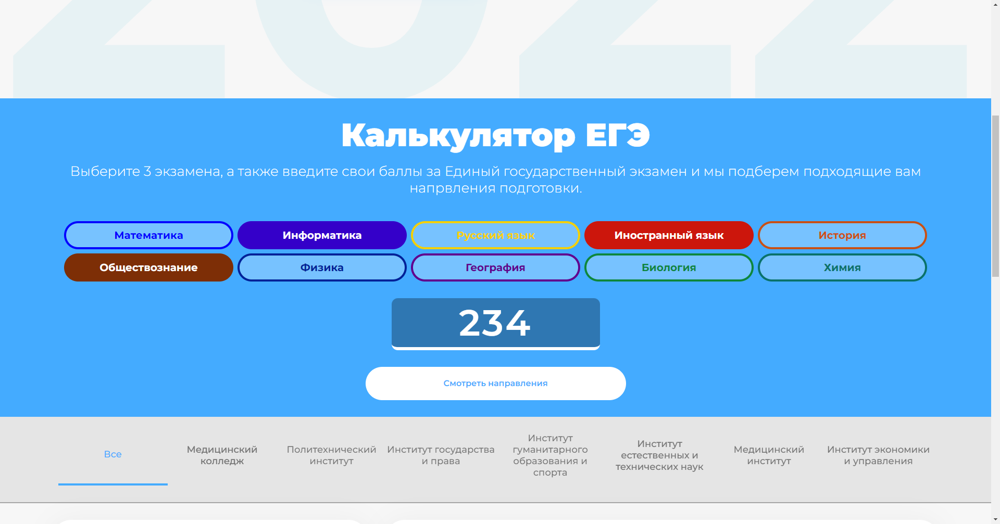 2022
Калькулятор ЕГЭ
Выберите 3 экзамена, а также введите свои баллы за Единый государственный экзамен и мы подберем подходящие вам
напрвления подготовки.
Математика
Информатика
Русский язык
Иностранный язык
История
Обществознание
Физика
География
Биология
Химия
234
Смотреть направления
Все
Медицинский
колледж
Политехнический
институт
Институт государства
и права
Институт
гуманитарного
образования и
спорта
Институт
естественных и
технических наук
Медицинский
институт
Институт экономики
и управления